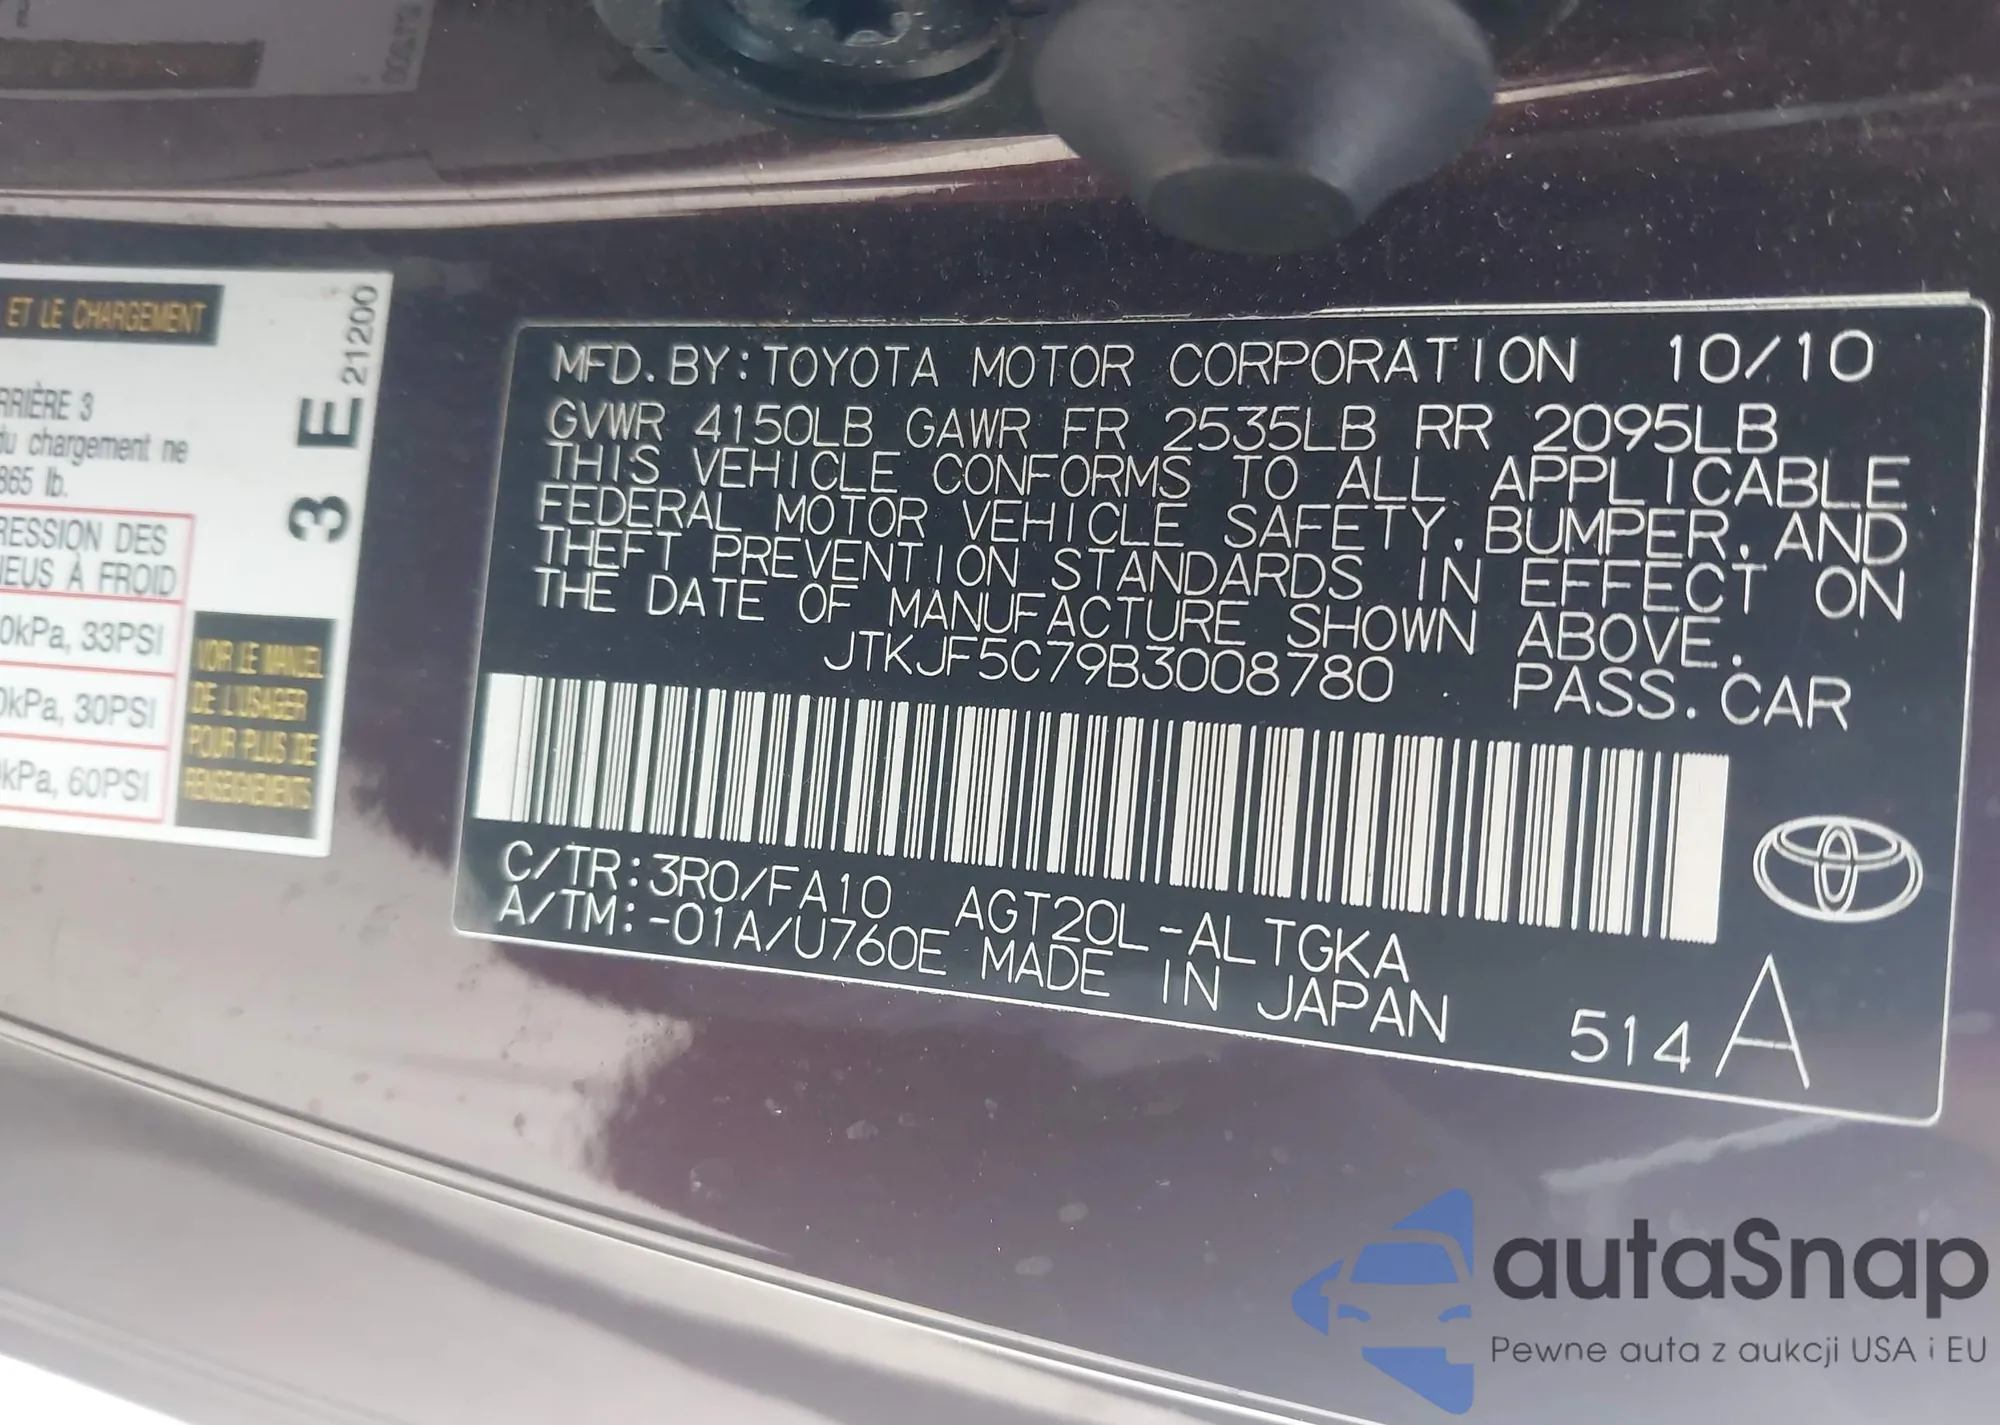 ET LE CHARGEMENT
RRIÈRE 3
du chargement ne
865 lb.
RESSION DES
NEUS À FROID
0kPa, 33PSI
0kPa, 30PSI
0kPa, 60PSI
VOIR LE MANUEL
DE L'USAGER
POUR PLUS DE
RENSEIGNEMENTS
3 E 21200
MFD. BY: TOYOTA MOTOR CORPORATION 10/10
GVWR 4150LB GAWR FR 2535LB RR 2095LB
THIS VEHICLE CONFORMS TO ALL APPLICABLE
FEDERAL MOTOR VEHICLE SAFETY, BUMPER, AND
THEFT PREVENTION STANDARDS IN EFFECT ON
THE DATE OF MANUFACTURE SHOWN ABOVE.
JTKJF5C79B3008780 PASS. CAR
C/TR:3R0/FA10 AGT20L-ALTGKA
A/TM:-01A/U760E MADE IN JAPAN
514 A
autaSnap
Pewne auta z aukcji USA i EU